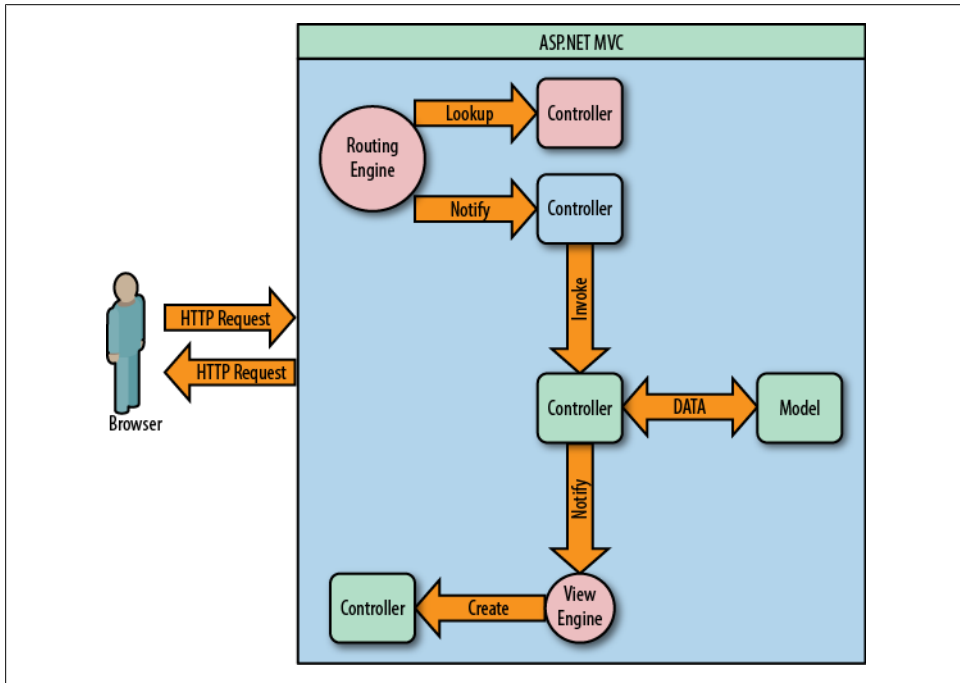 ASP.NET MVC
Lookup
Controller
Routing
Engine
Notify
Controller
Invoke
HTTP Request
HTTP Request
Browser
Controller
DATA
Model
Notify
View
Engine
Create
Controller